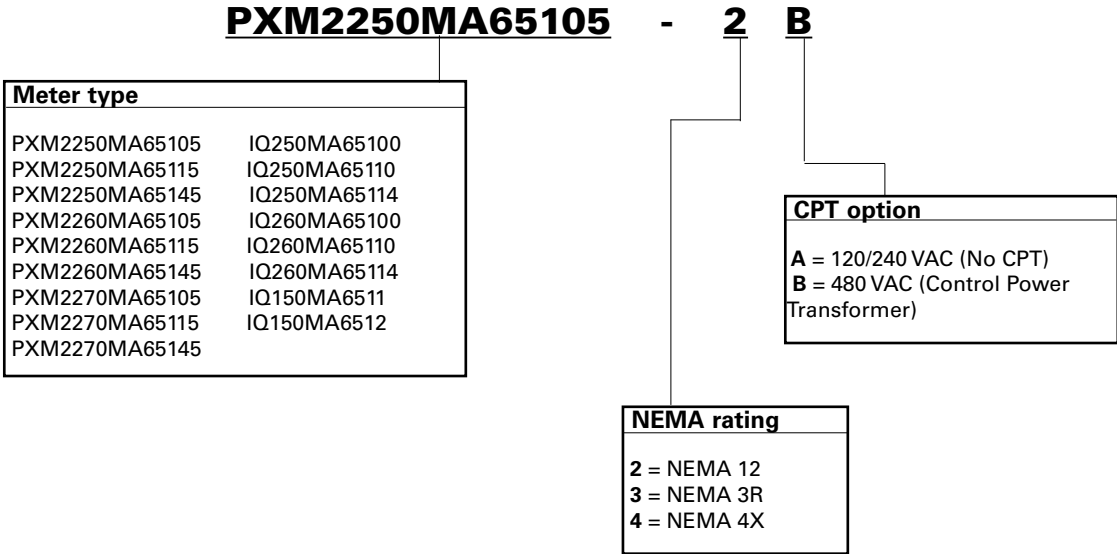 PXM2250MA65105 - 2 B
Meter type
PXM2250MA65105 IQ250MA65100
PXM2250MA65115 IQ250MA65110
PXM2250MA65145 IQ250MA65114
PXM2260MA65105 IQ260MA65100
PXM2260MA65115 IQ260MA65110
PXM2260MA65145 IQ260MA65114
PXM2270MA65105 IQ150MA6511
PXM2270MA65115 IQ150MA6512
PXM2270MA65145
CPT option
A = 120/240 VAC (No CPT)
B = 480 VAC (Control Power
Transformer)
NEMA rating
2 = NEMA 12
3 = NEMA 3R
4 = NEMA 4X